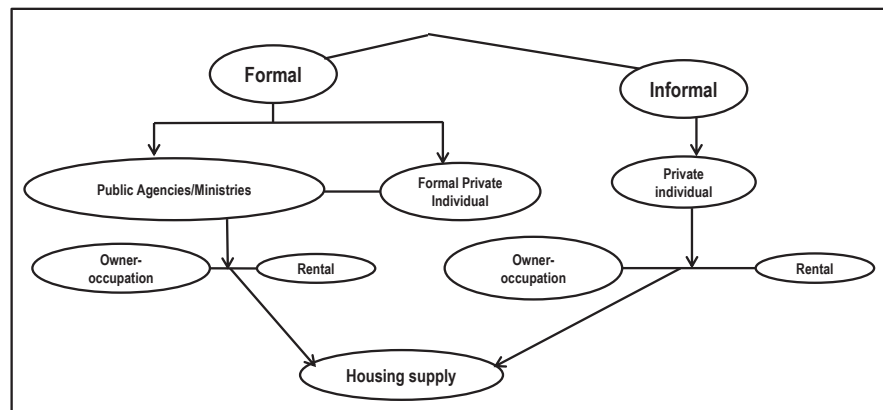 Formal
Informal
Public Agencies/Ministries
Formal Private
Individual
Private
individual
Owner-
occupation
Rental
Owner-
occupation
Rental
Housing supply